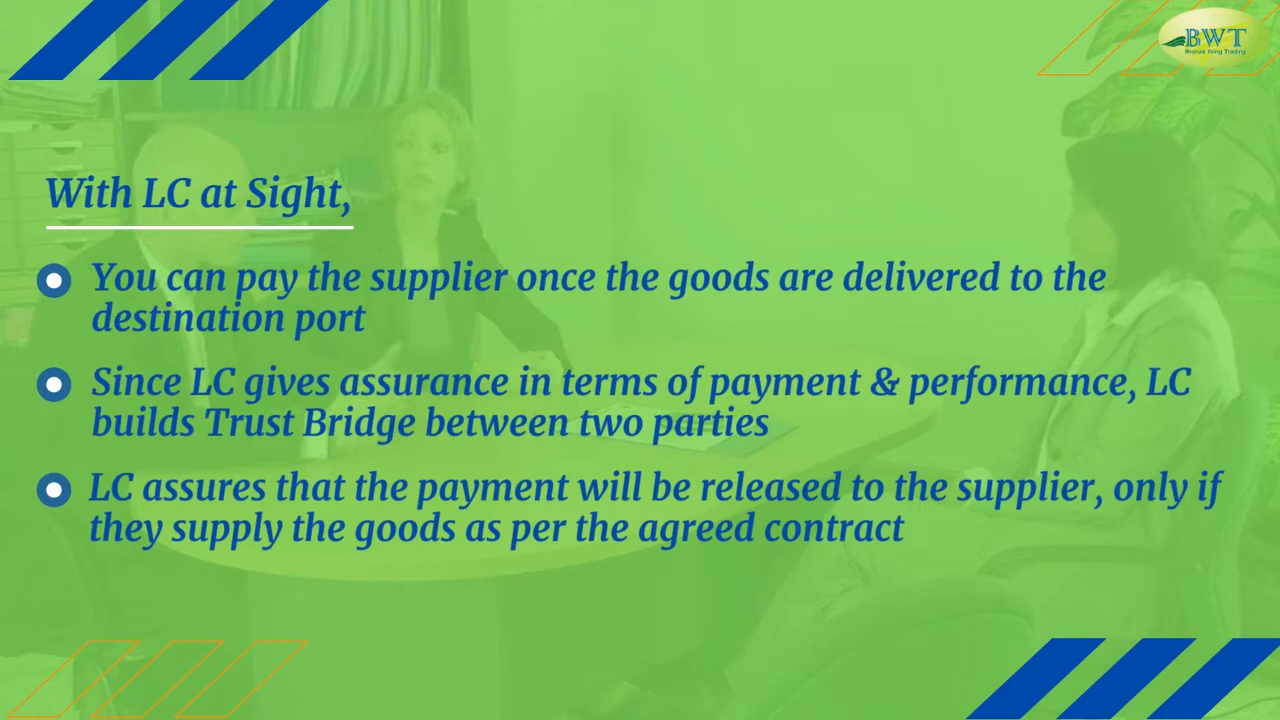 BWT
Bronze Wing Trading
With LC at Sight,
You can pay the supplier once the goods are delivered to the
destination port
Since LC gives assurance in terms of payment & performance, LC
builds Trust Bridge between two parties
LC assures that the payment will be released to the supplier, only if
they supply the goods as per the agreed contract